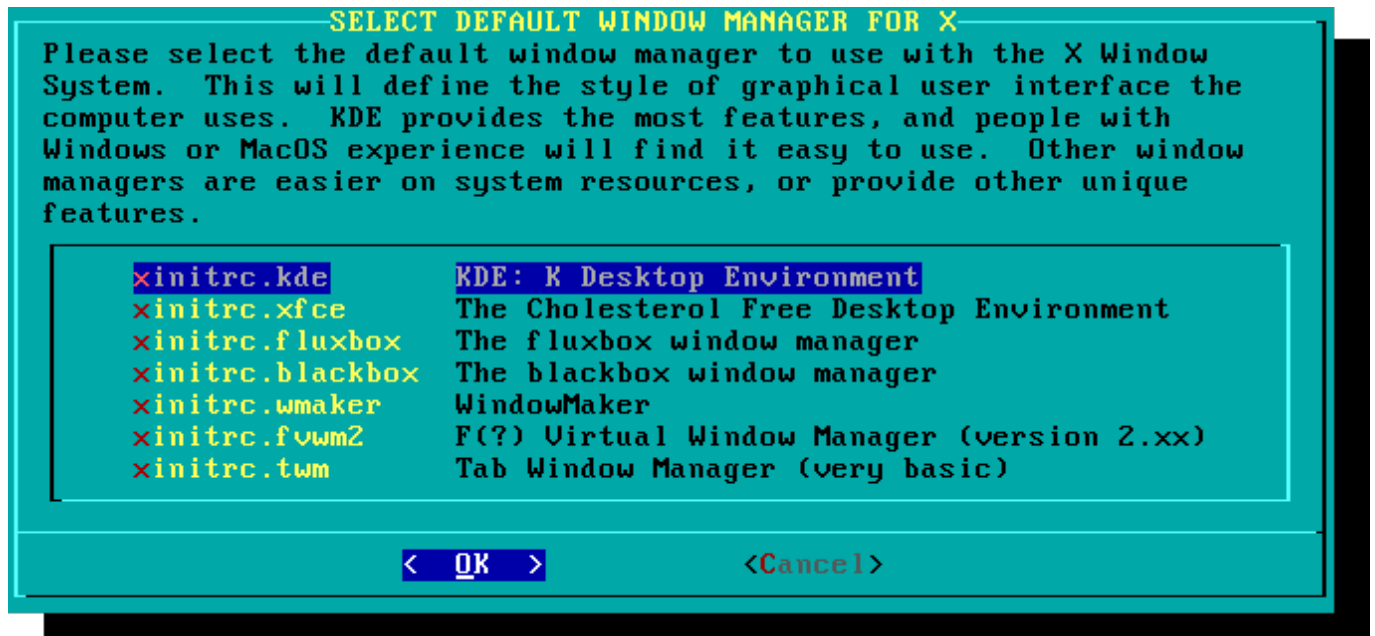 SELECT DEFAULT WINDOW MANAGER FOR X
Please select the default window manager to use with the X Window
System.  This will define the style of graphical user interface the
computer uses.  KDE provides the most features, and people with
Windows or MacOS experience will find it easy to use.  Other window
managers are easier on system resources, or provide other unique
features.
xinitrc.kde KDE: K Desktop Environment
xinitrc.xfce The Cholesterol Free Desktop Environment
xinitrc.fluxbox The fluxbox window manager
xinitrc.blackbox The blackbox window manager
xinitrc.wmaker WindowMaker
xinitrc.fvwm2 F(?) Virtual Window Manager (version 2.xx)
xinitrc.twm Tab Window Manager (very basic)
< OK > <Cancel>